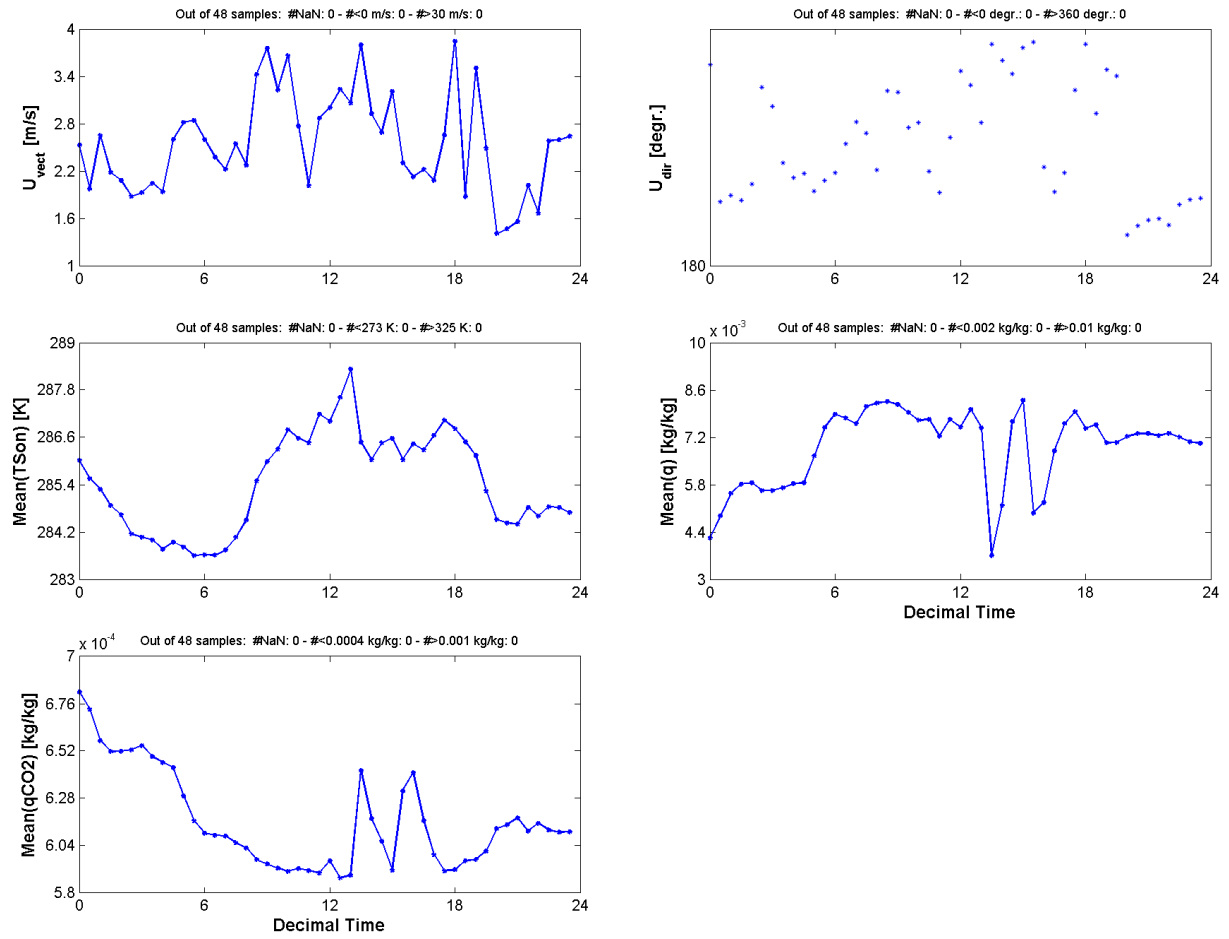 Out of 48 samples: #NaN: 0 - #<0 m/s: 0 - #>30 m/s: 0
4
3.4
2.8
2.2
1.6
1
U_vect [m/s]
0 6 12 18 24
Out of 48 samples: #NaN: 0 - #<0 degr.: 0 - #>360 degr.: 0
U_dir [degr.]
180
0 6 12 18 24
Out of 48 samples: #NaN: 0 - #<273 K: 0 - #>325 K: 0
289
287.8
286.6
285.4
284.2
283
Mean(TSon) [K]
0 6 12 18 24
x 10^-3
Out of 48 samples: #NaN: 0 - #<0.002 kg/kg: 0 - #>0.01 kg/kg: 0
10
8.6
7.2
5.8
4.4
3
Mean(q) [kg/kg]
0 6 12 18 24
Decimal Time
x 10^-4
Out of 48 samples: #NaN: 0 - #<0.0004 kg/kg: 0 - #>0.001 kg/kg: 0
7
6.76
6.52
6.28
6.04
5.8
Mean(qCO2) [kg/kg]
0 6 12 18 24
Decimal Time